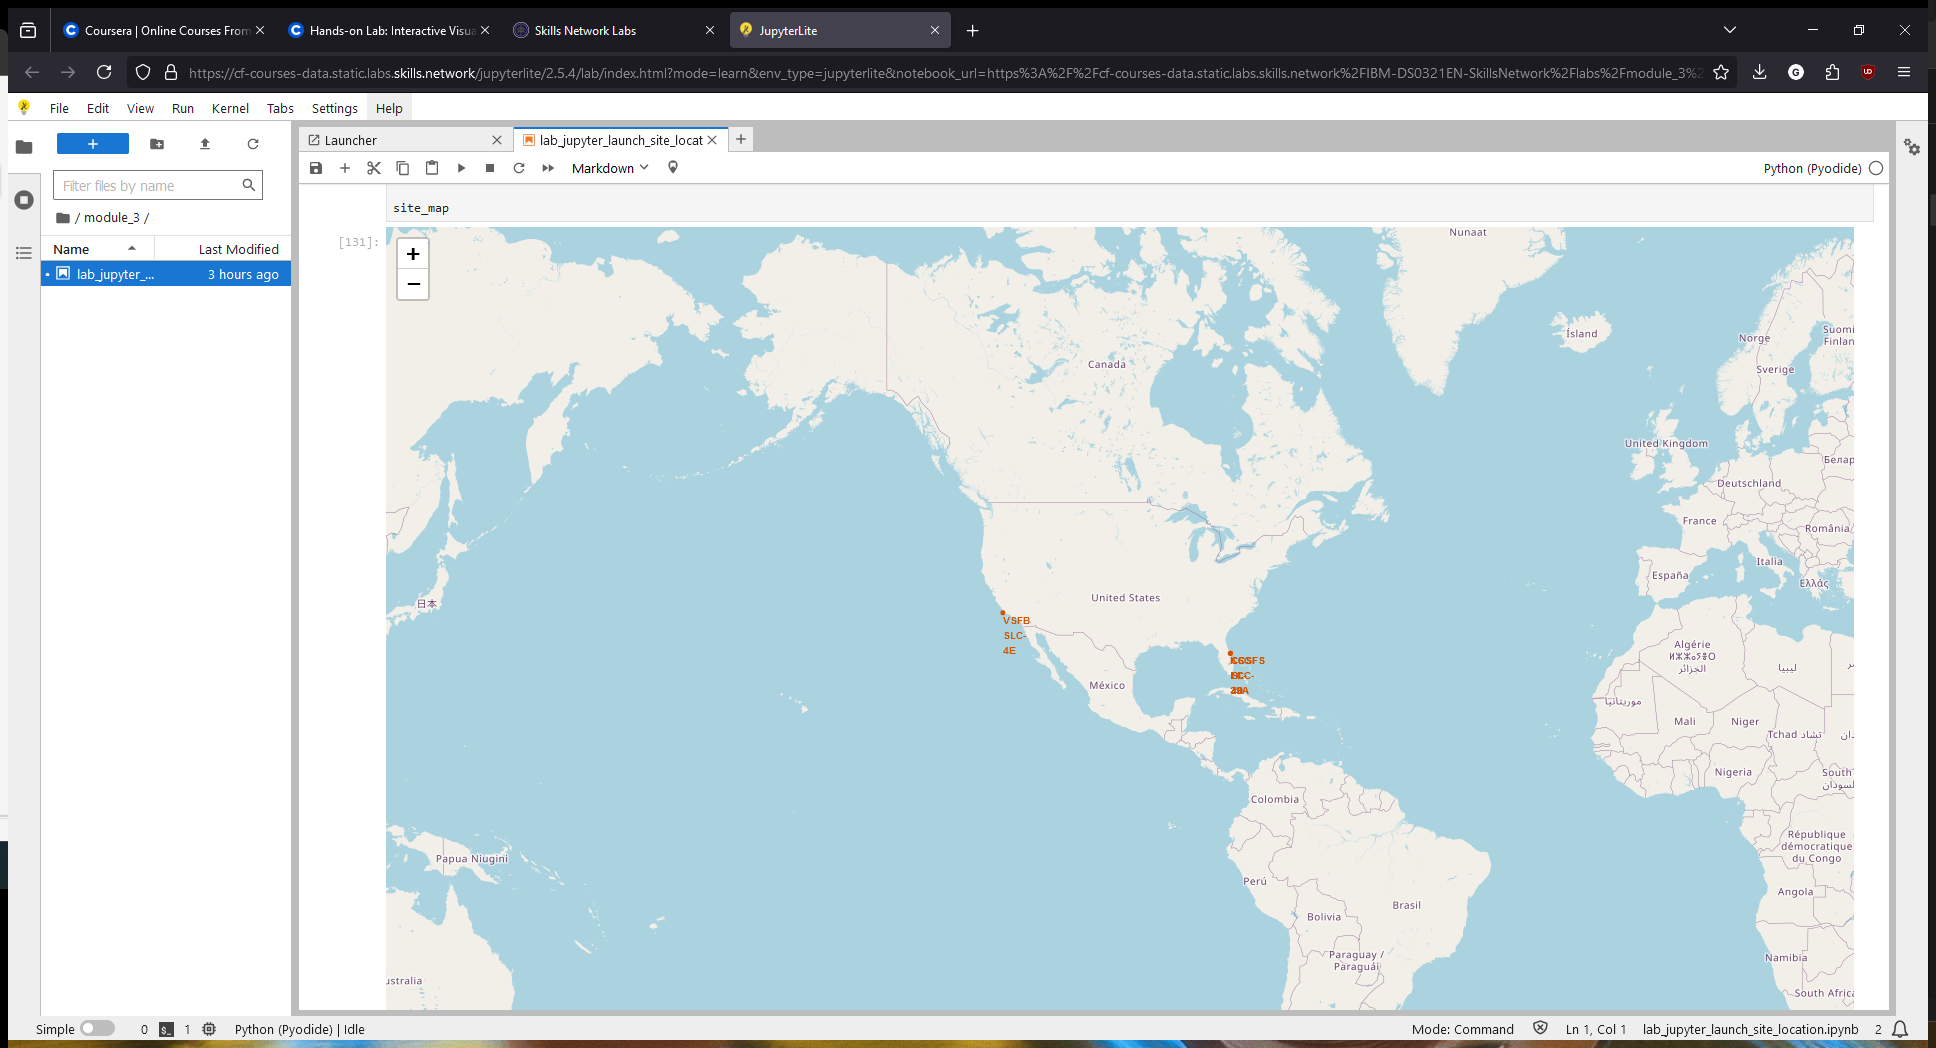 Coursera | Online Courses From
Hands-on Lab: Interactive Visua
Skills Network Labs
JupyterLite
https://cf-courses-data.static.labs.skills.network/jupyterlite/2.5.4/lab/index.html?mode=learn&env_type=jupyterlite&notebook_url=https%3A%2F%2Fcf-courses-data.static.labs.skills.network%2FIBM-DS0321EN-SkillsNetwork%2Flabs%2Fmodule_3%2
File Edit View Run Kernel Tabs Settings Help
Launcher
lab_jupyter_launch_site_locat
Filter files by name
Markdown
Python (Pyodide)
/ module_3 /
Name Last Modified
lab_jupyter_... 3 hours ago
site_map
[131]:
+
−
Nunaat
Ísland
Norge
Suomi
Finlan
Sverige
Canada
United Kingdom
Белар
Deutschland
France
România
Italia
España
Ελλάς
日本
United States
VSFB
SLC-
4E
Algérie
ⵍⵣⵣⴰⵢⴻⵔ
الجزائر
ليبيا
México
موريتانيا
Mali
Niger
Tchad تشاد
Nigeria
South
السودان
Colombia
Papua Niugini
République
démocratique
du Congo
Perú
Angola
Brasil
Bolivia
Paraguay /
Paraguái
Namibia
ustralia
South Africa
Simple 0 1 Python (Pyodide) | Idle
Mode: Command Ln 1, Col 1 lab_jupyter_launch_site_location.ipynb 2